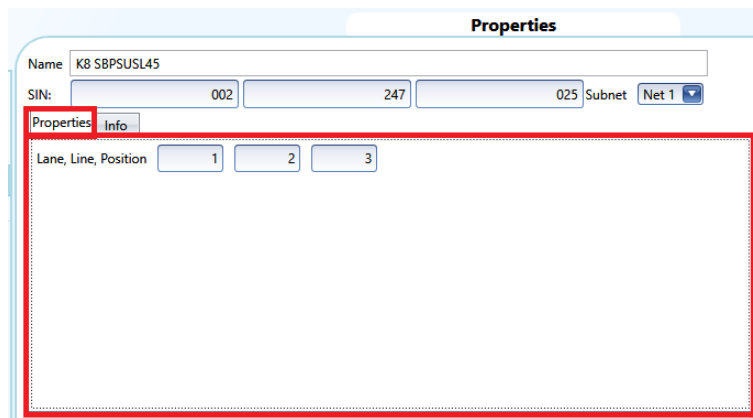 Properties
Name K8 SBPSUSL45
SIN: 002 247 025 Subnet Net 1
Properties Info
Lane, Line, Position 1 2 3